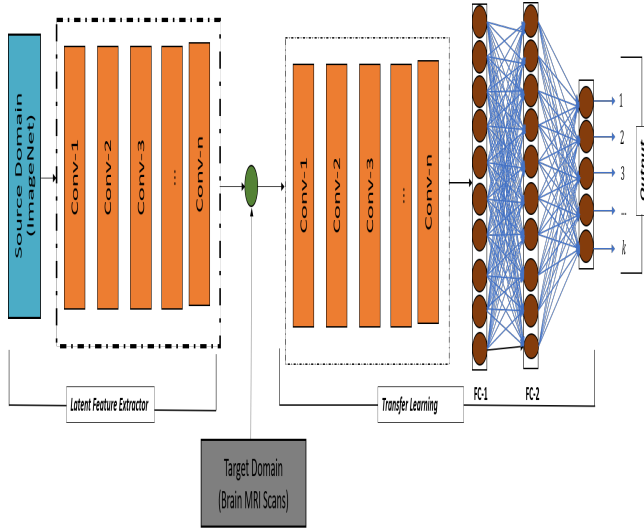 Source Domain
(ImageNet)
Conv-1
Conv-2
Conv-3
...
Conv-n
Conv-1
Conv-2
Conv-3
...
Conv-n
1
2
3
...
k
Output
Latent Feature Extractor
Transfer Learning
FC-1
FC-2
Target Domain
(Brain MRI Scans)